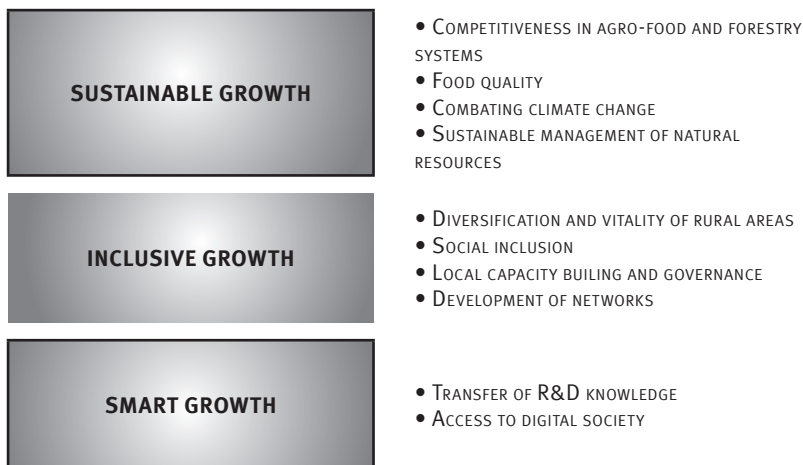 SUSTAINABLE GROWTH
• Competitiveness in agro-food and forestry
systems
• Food quality
• Combating climate change
• Sustainable management of natural
resources
INCLUSIVE GROWTH
• Diversification and vitality of rural areas
• Social inclusion
• Local capacity builing and governance
• Development of networks
SMART GROWTH
• Transfer of R&D knowledge
• Access to digital society